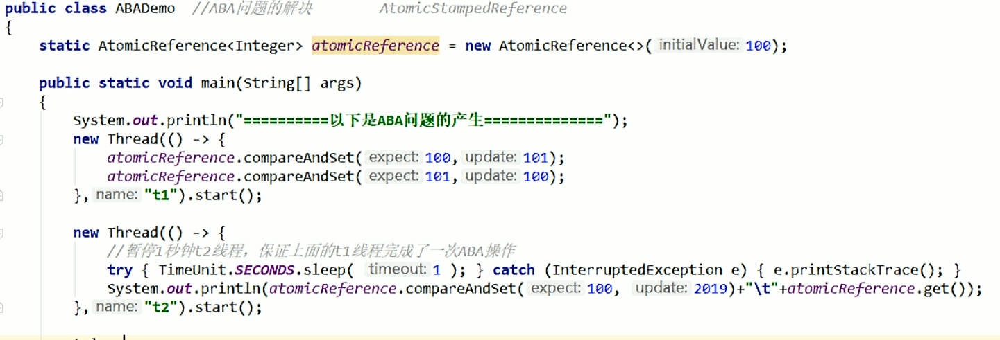 public class ABADemo //ABA问题的解决 AtomicStampedReference
{
static AtomicReference<Integer> atomicReference = new AtomicReference<>( initialValue: 100);
public static void main(String[] args)
{
System.out.println("==========以下是ABA问题的产生==============");
new Thread(() -> {
atomicReference.compareAndSet( expect: 100, update: 101);
atomicReference.compareAndSet( expect: 101, update: 100);
}, name: "t1").start();
new Thread(() -> {
//暂停1秒钟t2线程，保证上面的t1线程完成了一次ABA操作
try { TimeUnit.SECONDS.sleep( timeout: 1 ); } catch (InterruptedException e) { e.printStackTrace(); }
System.out.println(atomicReference.compareAndSet( expect: 100, update: 2019)+"\t"+atomicReference.get());
}, name: "t2").start();